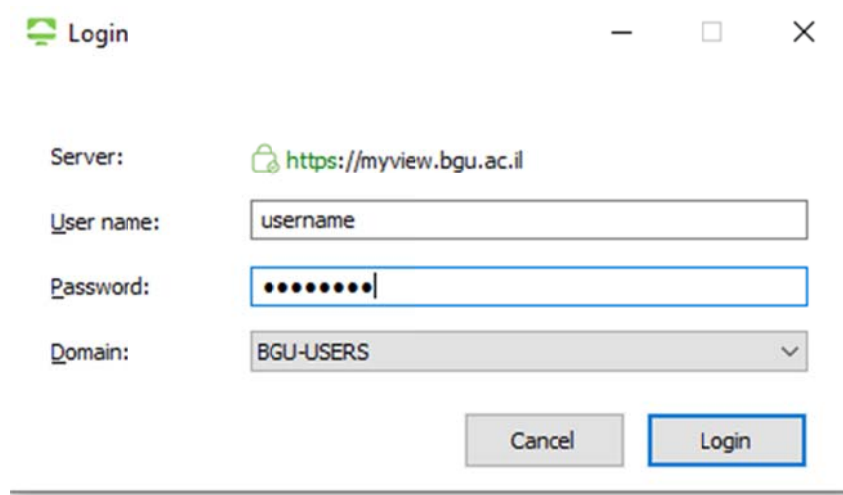 Login
Server: https://myview.bgu.ac.il
User name: username
Password: ••••••••
Domain: BGU-USERS
Cancel Login